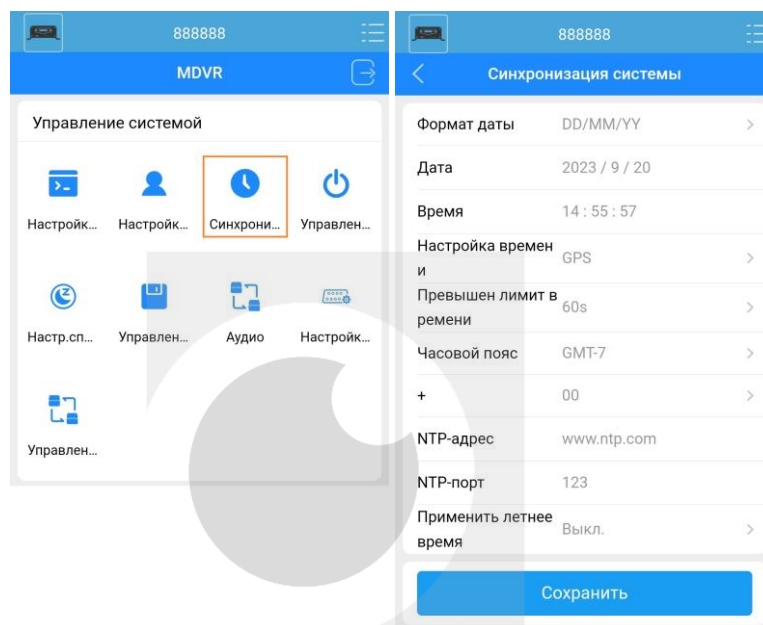 888888
MDVR
Управление системой
Настройк... Настройк... Синхрони... Управлен...
Настр.сп... Управлен... Аудио Настройк...
Управлен...
888888
Синхронизация системы
Формат даты DD/MM/YY
Дата 2023 / 9 / 20
Время 14 : 55 : 57
Настройка времен
и GPS
Превышен лимит в
ремени 60s
Часовой пояс GMT-7
+ 00
NTP-адрес www.ntp.com
NTP-порт 123
Применить летнее
время Выкл.
Сохранить